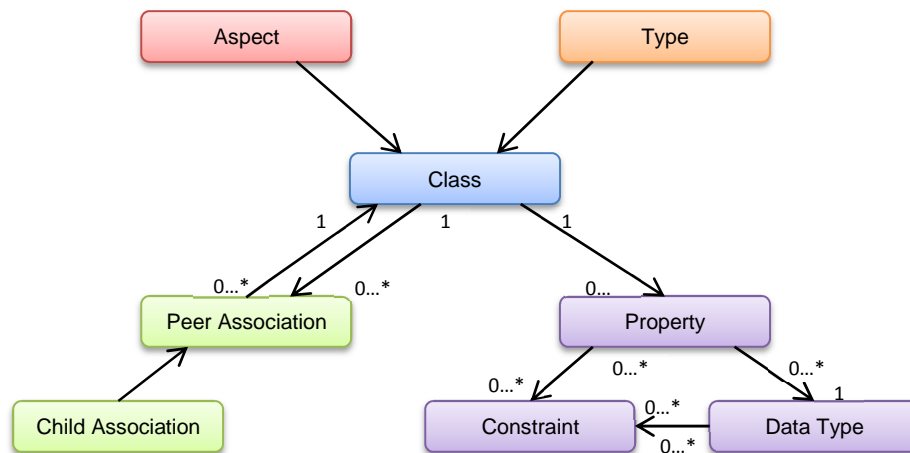 Aspect
Type
Class
1
1
1
0...*
0...*
0...
Peer Association
Property
0...*
0...*
0...*
0...*
1
Child Association
Constraint
0...*
0...*
Data Type